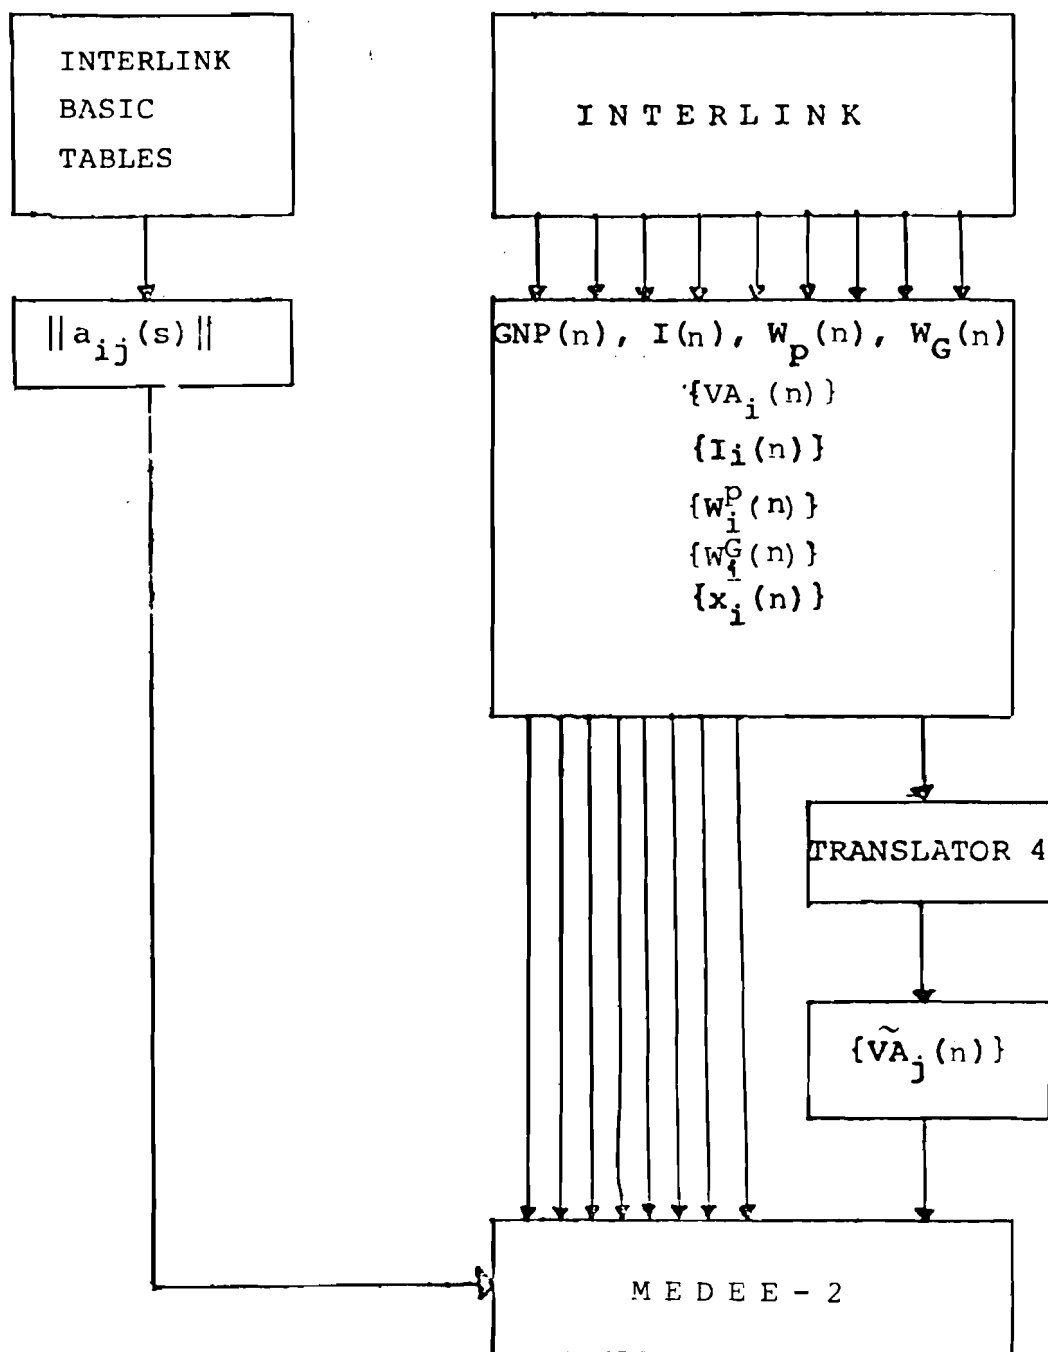 INTERLINK
BASIC
TABLES
INTERLINK
||a_ij(s)||
GNP(n), I(n), W_p(n), W_G(n)
{VA_i(n)}
{I_i(n)}
{W_i^p(n)}
{W_i^G(n)}
{x_i(n)}
TRANSLATOR 4
{ṼA_j(n)}
MEDEE-2